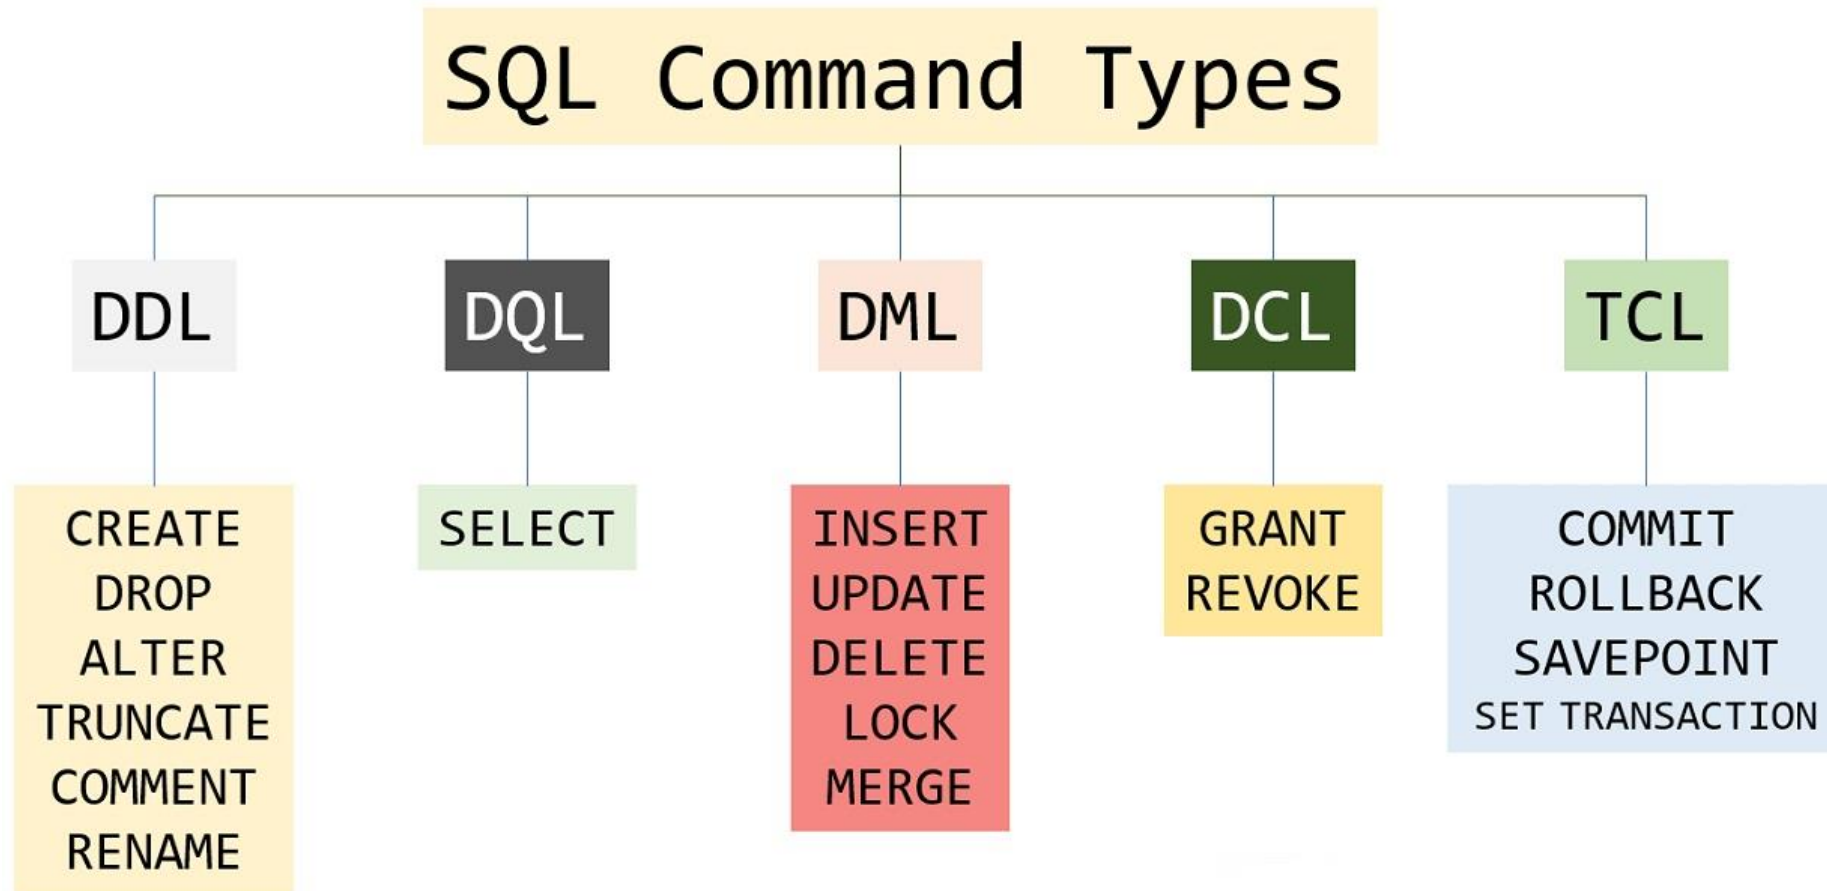 SQL Command Types
DDL
DQL
DML
DCL
TCL
CREATE
DROP
ALTER
TRUNCATE
COMMENT
RENAME
SELECT
INSERT
UPDATE
DELETE
LOCK
MERGE
GRANT
REVOKE
COMMIT
ROLLBACK
SAVEPOINT
SET TRANSACTION